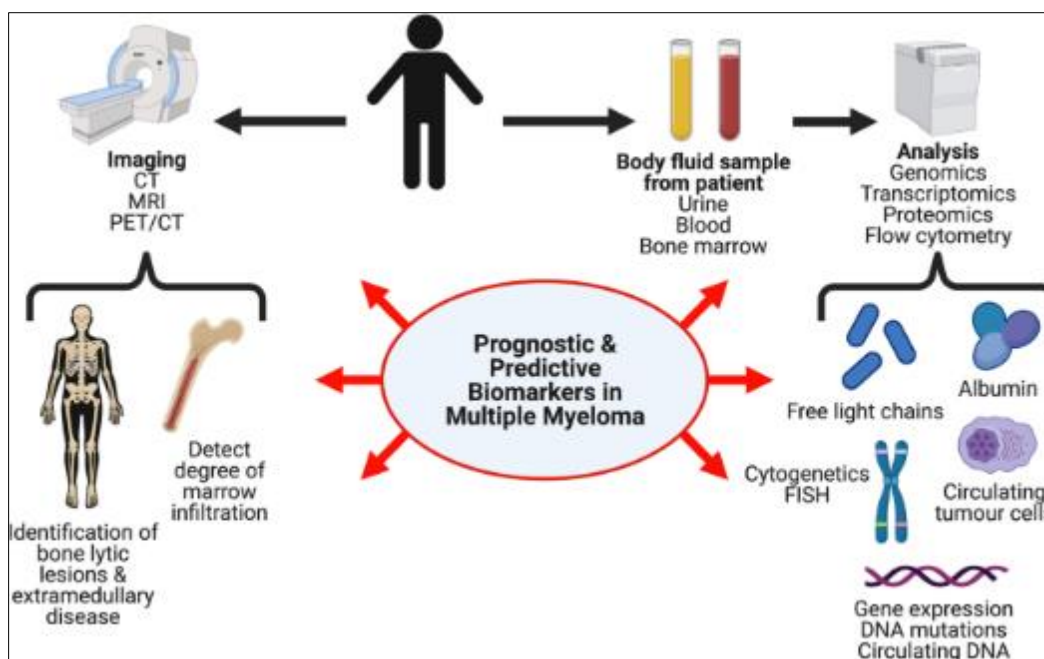 Imaging
CT
MRI
PET/CT
Body fluid sample
from patient
Urine
Blood
Bone marrow
Analysis
Genomics
Transcriptomics
Proteomics
Flow cytometry
Prognostic &
Predictive
Biomarkers in
Multiple Myeloma
Identification of
bone lytic
lesions &
extramedullary
disease
Detect
degree of
marrow
infiltration
Free light chains
Albumin
Cytogenetics
FISH
Circulating
tumour cell
Gene expression
DNA mutations
Circulating DNA